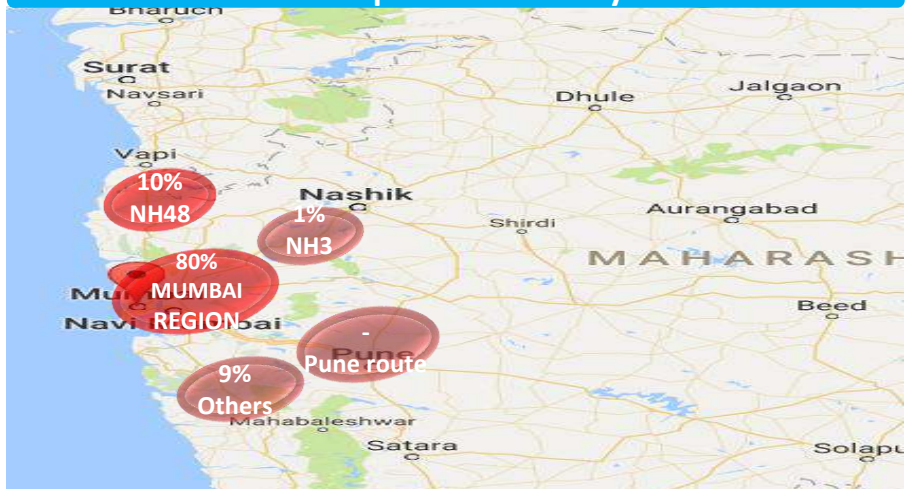 Bharuch
Surat
Navsari
Dhule
Jalgaon
Vapi
10%
NH48
Nashik
1%
NH3
Shirdi
Aurangabad
MAHARASH
80%
MUMBAI
REGION
Beed
-
Pune route
Pune
9%
Others
Mahabaleshwar
Satara
Solapu